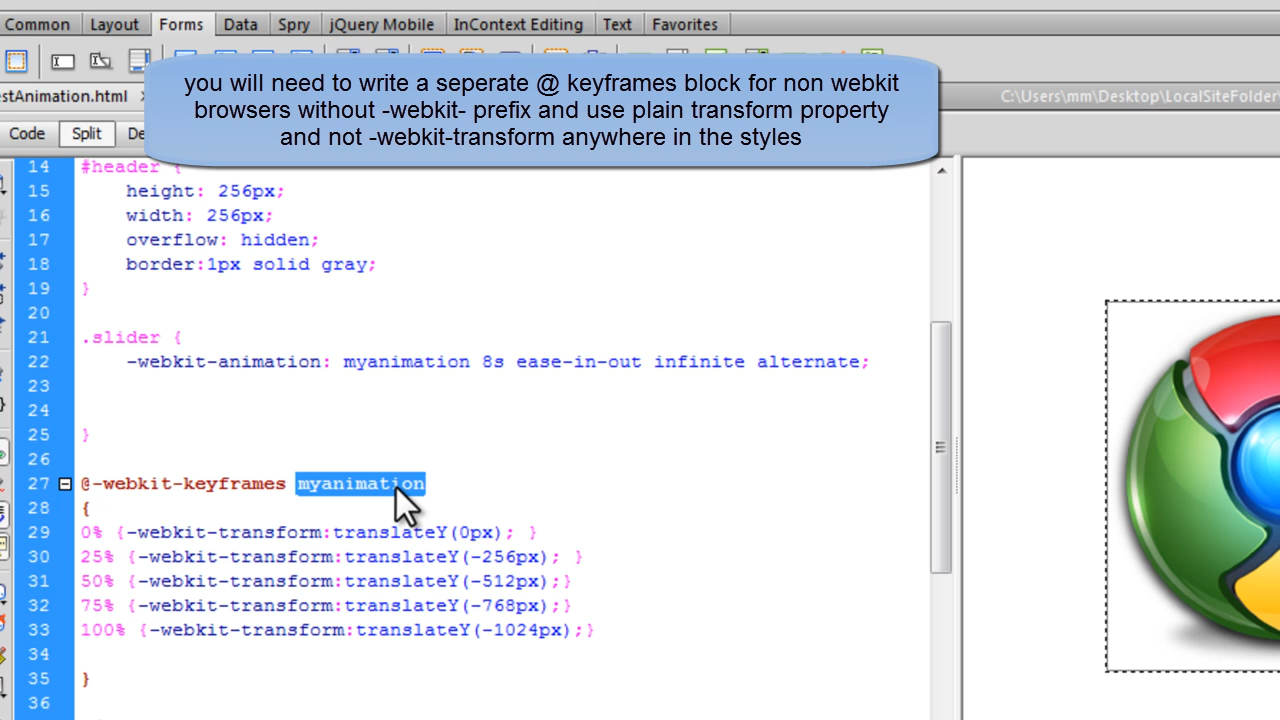 Common Layout Forms Data Spry jQuery Mobile InContext Editing Text Favorites
you will need to write a seperate @ keyframes block for non webkit
browsers without -webkit- prefix and use plain transform property
and not -webkit-transform anywhere in the styles
stAnimation.html
C:\Users\mm\Desktop\LocalSiteFolder\
Code Split De
14 #header {
15 height: 256px;
16 width: 256px;
17 overflow: hidden;
18 border:1px solid gray;
19 }
20
21 .slider {
22 -webkit-animation: myanimation 8s ease-in-out infinite alternate;
23
24
25 }
26
27 @-webkit-keyframes myanimation
28 {
29 0% {-webkit-transform:translateY(0px); }
30 25% {-webkit-transform:translateY(-256px); }
31 50% {-webkit-transform:translateY(-512px);}
32 75% {-webkit-transform:translateY(-768px);}
33 100% {-webkit-transform:translateY(-1024px);}
34
35 }
36